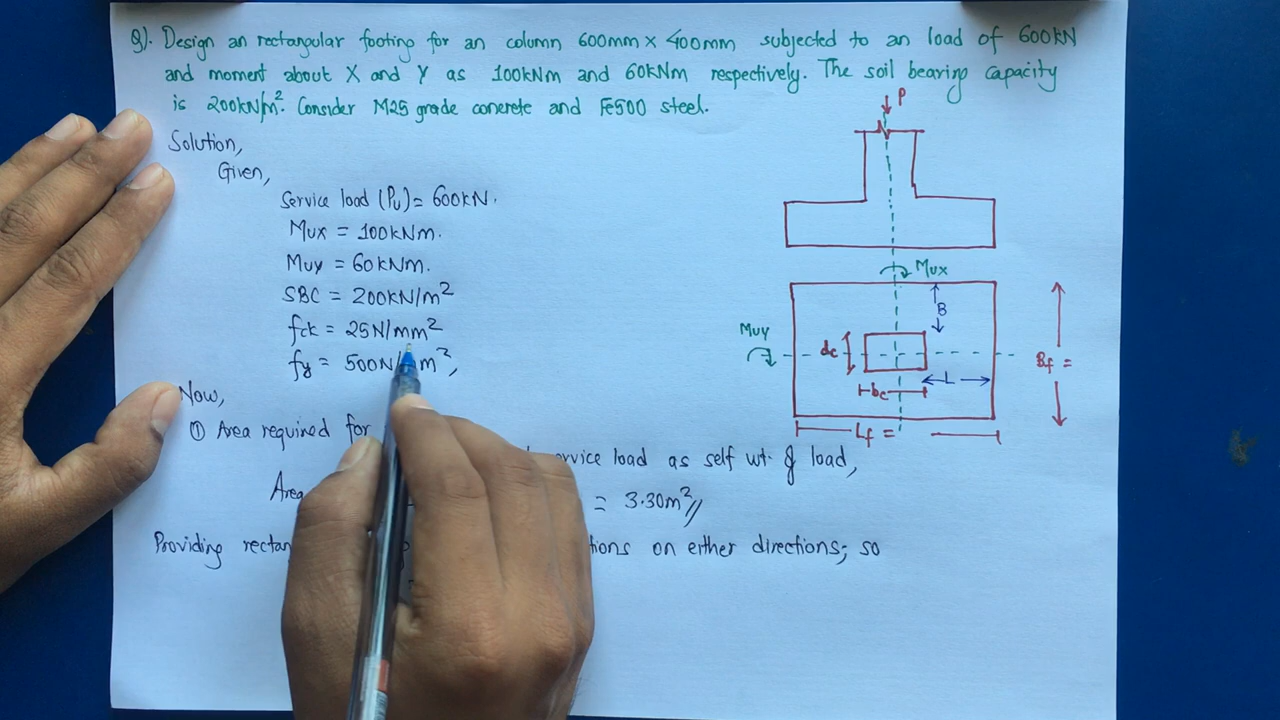 Q). Design an rectangular footing for an column 600mm x 400mm subjected to an load of 600kN
and moment about X and Y as 100kNm and 60kNm respectively. The soil bearing capacity
is 200kN/m². Consider M25 grade concrete and Fe500 steel.
Solution,
Given,
Service load (Pu) = 600kN.
Mux = 100kNm.
Muy = 60kNm.
SBC = 200kN/m²
fck = 25N/mm²
fy = 500N/ m²,
Now,
① Area required for
service load as self wt. of load,
Area
= 3.30m²//
Providing on either directions; so
P
Mux
B
Muy
dc
bc
L
Bf =
Lf =